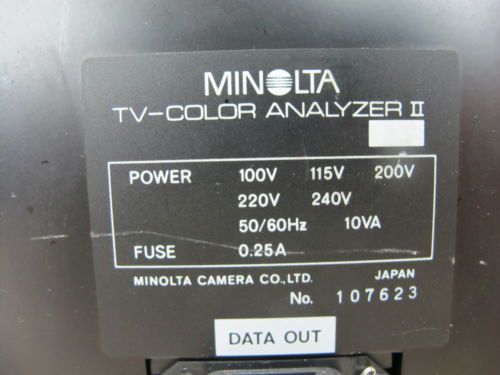 MINOLTA
TV-COLOR ANALYZER II
POWER 100V 115V 200V
220V 240V
50/60Hz 10VA
FUSE 0.25A
MINOLTA CAMERA CO.,LTD. JAPAN
No. 107623
DATA OUT